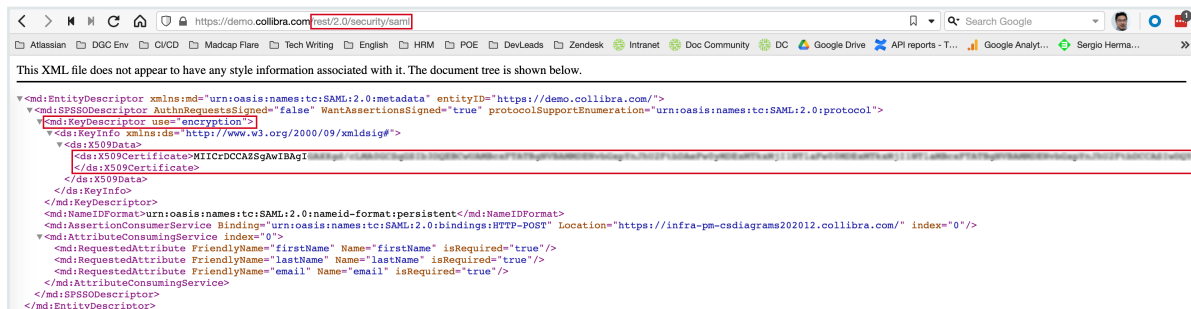 https://demo.collibra.com/rest/2.0/security/saml
Search Google
1
Atlassian DGC Env CI/CD Madcap Flare Tech Writing English HRM POE DevLeads Zendesk Intranet Doc Community DC Google Drive API reports - T... Google Analyt... Sergio Herma... »
This XML file does not appear to have any style information associated with it. The document tree is shown below.
▼<md:EntityDescriptor xmlns:md="urn:oasis:names:tc:SAML:2.0:metadata" entityID="https://demo.collibra.com/">
▼<md:SPSSODescriptor AuthnRequestsSigned="false" WantAssertionsSigned="true" protocolSupportEnumeration="urn:oasis:names:tc:SAML:2.0:protocol">
▼<md:KeyDescriptor use="encryption">
▼<ds:KeyInfo xmlns:ds="http://www.w3.org/2000/09/xmldsig#">
▼<ds:X509Data>
<ds:X509Certificate>MIICrDCCAZSgAwIBAgI
</ds:X509Certificate>
</ds:X509Data>
</ds:KeyInfo>
</md:KeyDescriptor>
<md:NameIDFormat>urn:oasis:names:tc:SAML:2.0:nameid-format:persistent</md:NameIDFormat>
<md:AssertionConsumerService Binding="urn:oasis:names:tc:SAML:2.0:bindings:HTTP-POST" Location="https://infra-pm-csdiagrams202012.collibra.com/" index="0"/>
▼<md:AttributeConsumingService index="0">
<md:RequestedAttribute FriendlyName="firstName" Name="firstName" isRequired="true"/>
<md:RequestedAttribute FriendlyName="lastName" Name="lastName" isRequired="true"/>
<md:RequestedAttribute FriendlyName="email" Name="email" isRequired="true"/>
</md:AttributeConsumingService>
</md:SPSSODescriptor>
</md:EntityDescriptor>